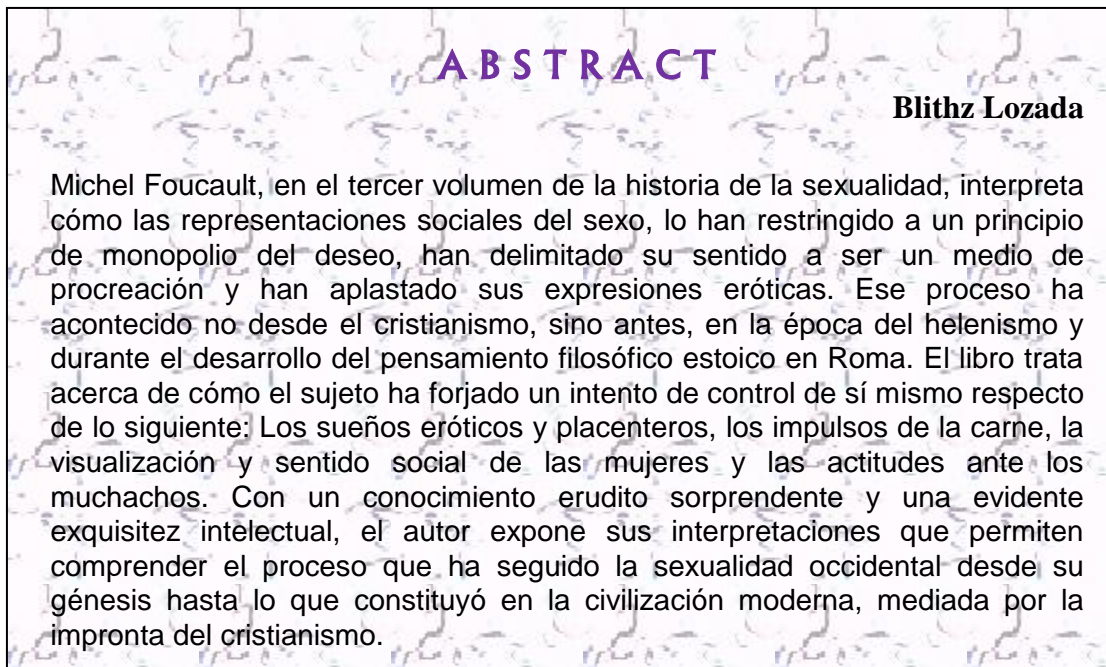 ABSTRACT
Blithz Lozada
Michel Foucault, en el tercer volumen de la historia de la sexualidad, interpreta
cómo las representaciones sociales del sexo, lo han restringido a un principio
de monopolio del deseo, han delimitado su sentido a ser un medio de
procreación y han aplastado sus expresiones eróticas. Ese proceso ha
acontecido no desde el cristianismo, sino antes, en la época del helenismo y
durante el desarrollo del pensamiento filosófico estoico en Roma. El libro trata
acerca de cómo el sujeto ha forjado un intento de control de sí mismo respecto
de lo siguiente: Los sueños eróticos y placenteros, los impulsos de la carne, la
visualización y sentido social de las mujeres y las actitudes ante los
muchachos. Con un conocimiento erudito sorprendente y una evidente
exquisitez intelectual, el autor expone sus interpretaciones que permiten
comprender el proceso que ha seguido la sexualidad occidental desde su
génesis hasta lo que constituyó en la civilización moderna, mediada por la
impronta del cristianismo.